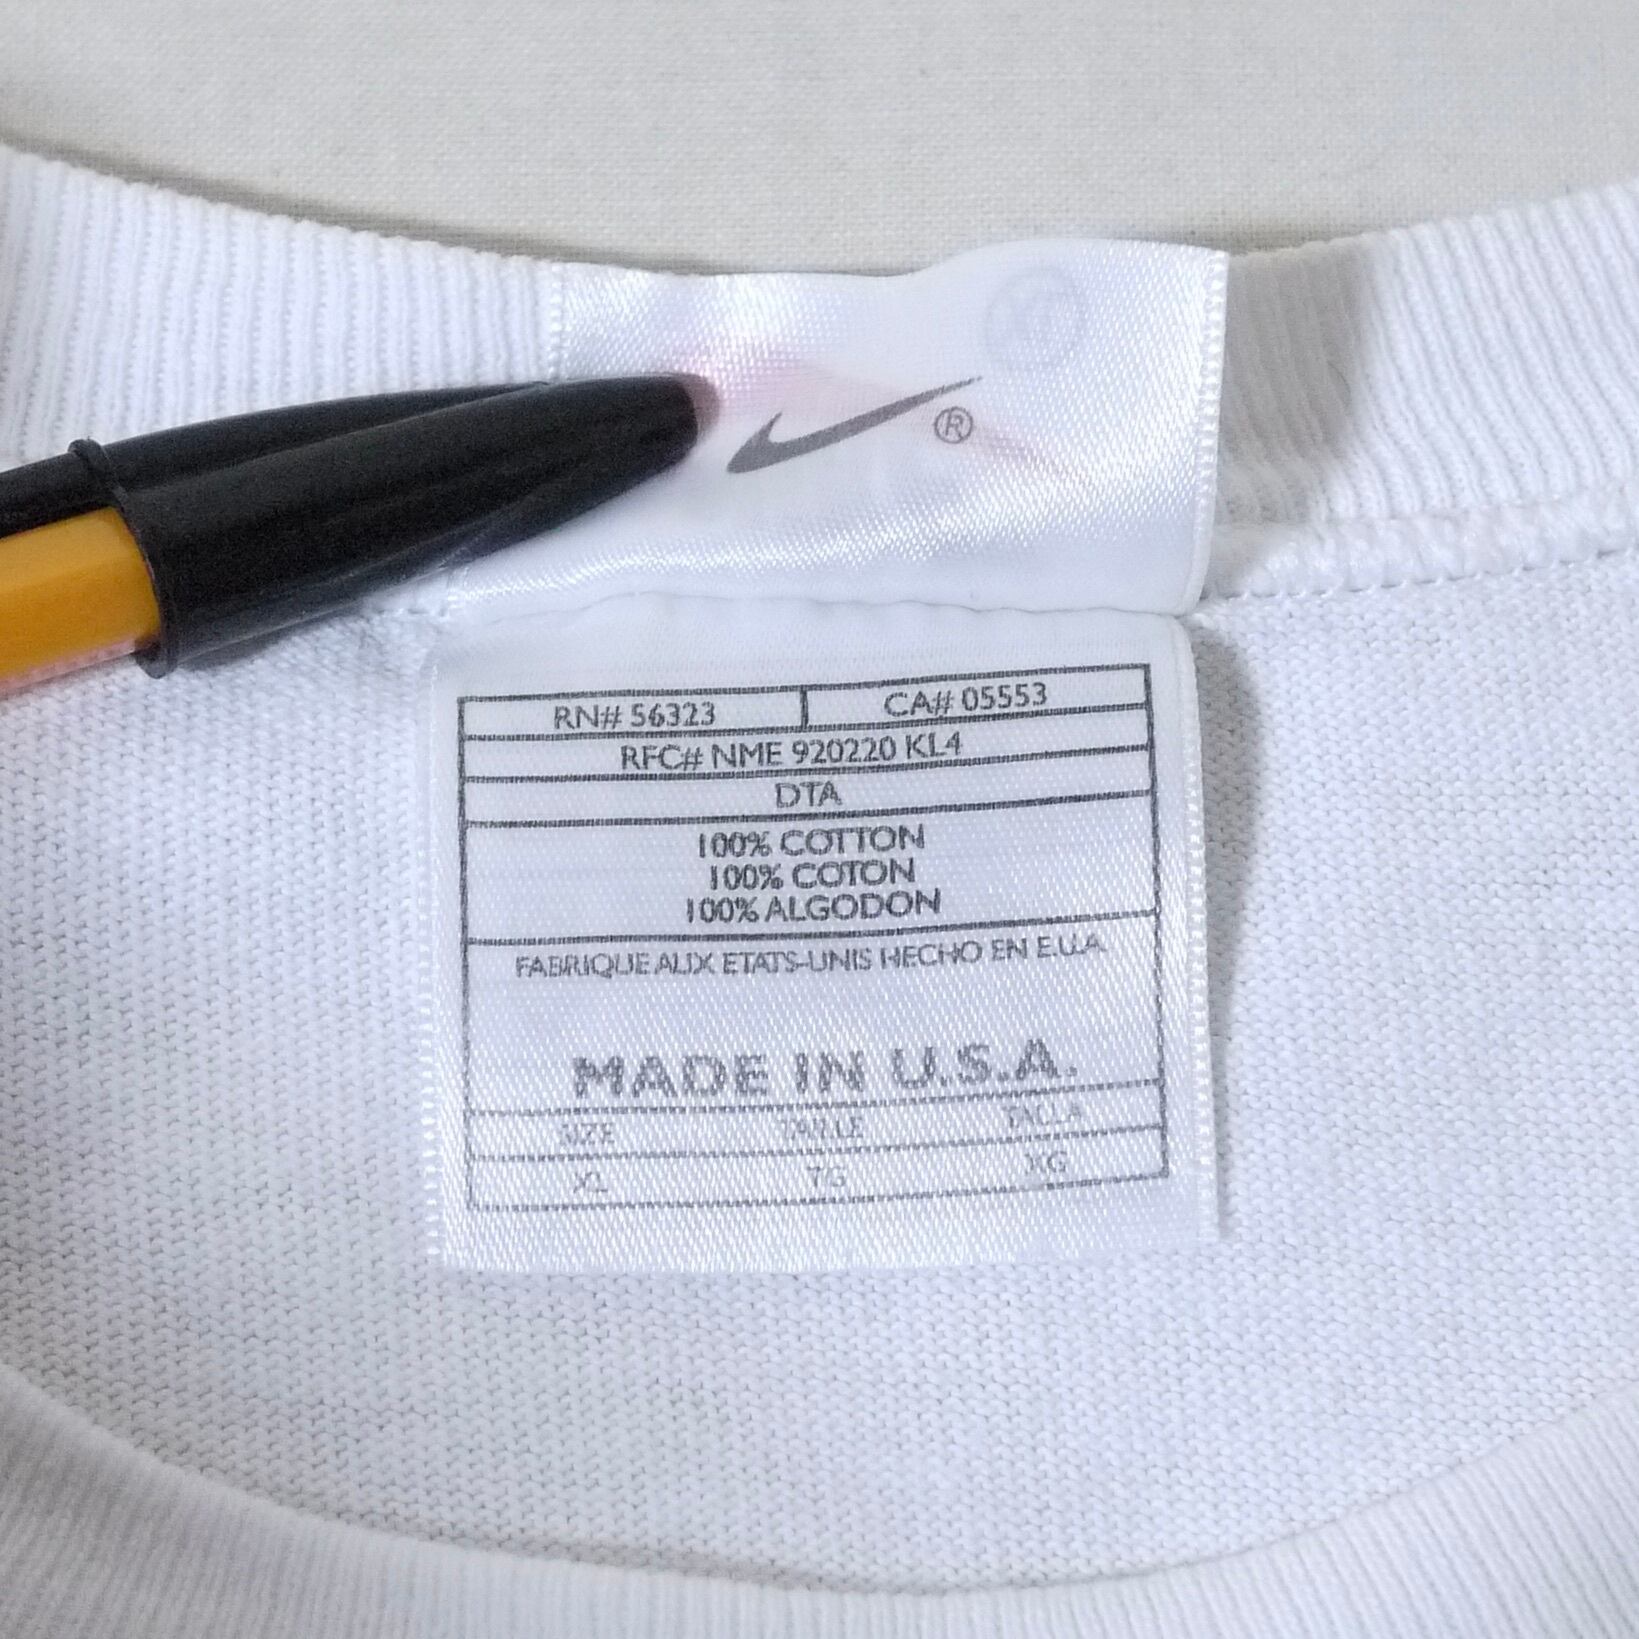 ®
RN# 56323 CA# 05553
RFC# NME 920220 KL4
DTA
100% COTTON
100% COTON
100% ALGODON
FABRIQUE AUX ETATS-UNIS HECHO EN E.U.A.
MADE IN U.S.A.
SIZE TAILLE TALLA
XL TG XG